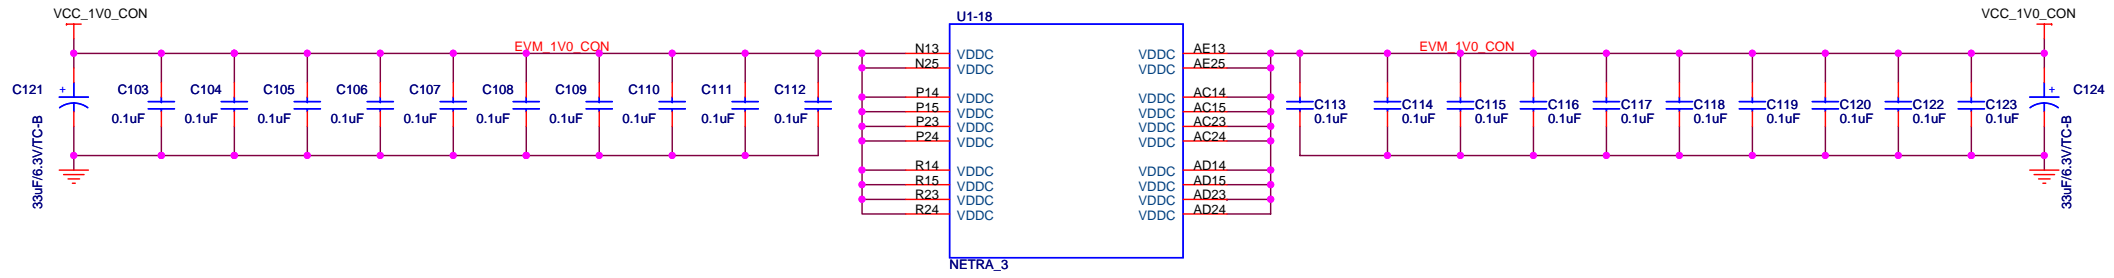 VCC_1V0_CON
U1-18
VCC_1V0_CON
EVM_1V0_CON
EVM_1V0_CON
N13 VDDC VDDC AE13
N25 VDDC VDDC AE25
C121 + C103 C104 C105 C106 C107 C108 C109 C110 C111 C112
P14 VDDC VDDC AC14
+ C124
C113 C114 C115 C116 C117 C118 C119 C120 C122 C123
P15 VDDC VDDC AC15
0.1uF 0.1uF 0.1uF 0.1uF 0.1uF 0.1uF 0.1uF 0.1uF 0.1uF 0.1uF
0.1uF 0.1uF 0.1uF 0.1uF 0.1uF 0.1uF 0.1uF 0.1uF 0.1uF 0.1uF
P23 VDDC VDDC AC23
P24 VDDC VDDC AC24
33uF/6.3V/TC-B
33uF/6.3V/TC-B
R14 VDDC VDDC AD14
R15 VDDC VDDC AD15
R23 VDDC VDDC AD23
R24 VDDC VDDC AD24
NETRA_3